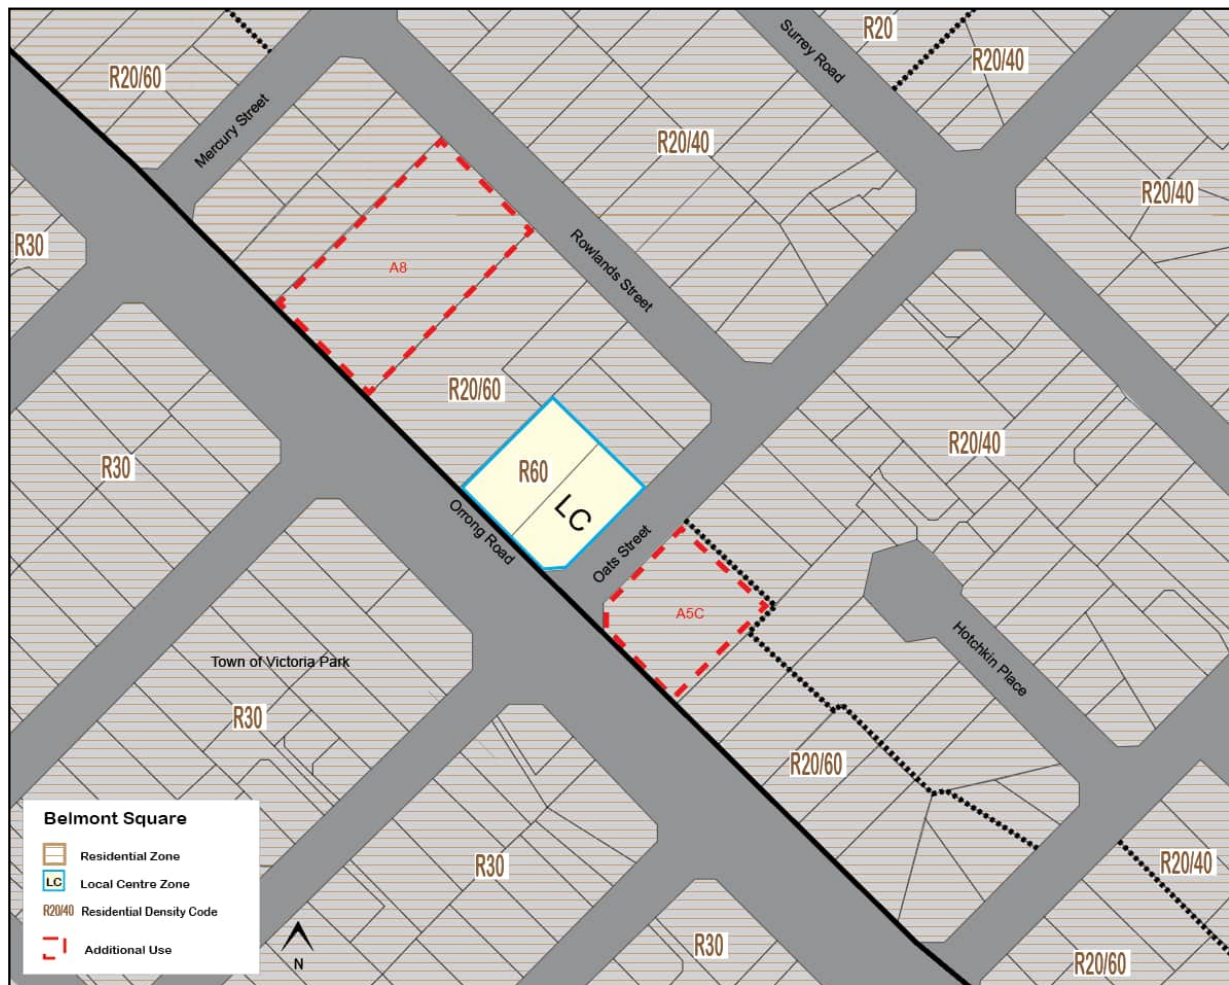 R20
Surrey Road
R20/40
R20/60
Mercury Street
R20/40
R20/40
R30
Rowlands Street
A8
R20/60
R20/40
R30
R60
LC
Orrong Road
Oats Street
A5C
Hotchkin Place
Town of Victoria Park
R30
R20/60
Belmont Square
Residential Zone
LC Local Centre Zone
R20/40 Residential Density Code
Additional Use
N
R30
R20/40
R30
R20/60